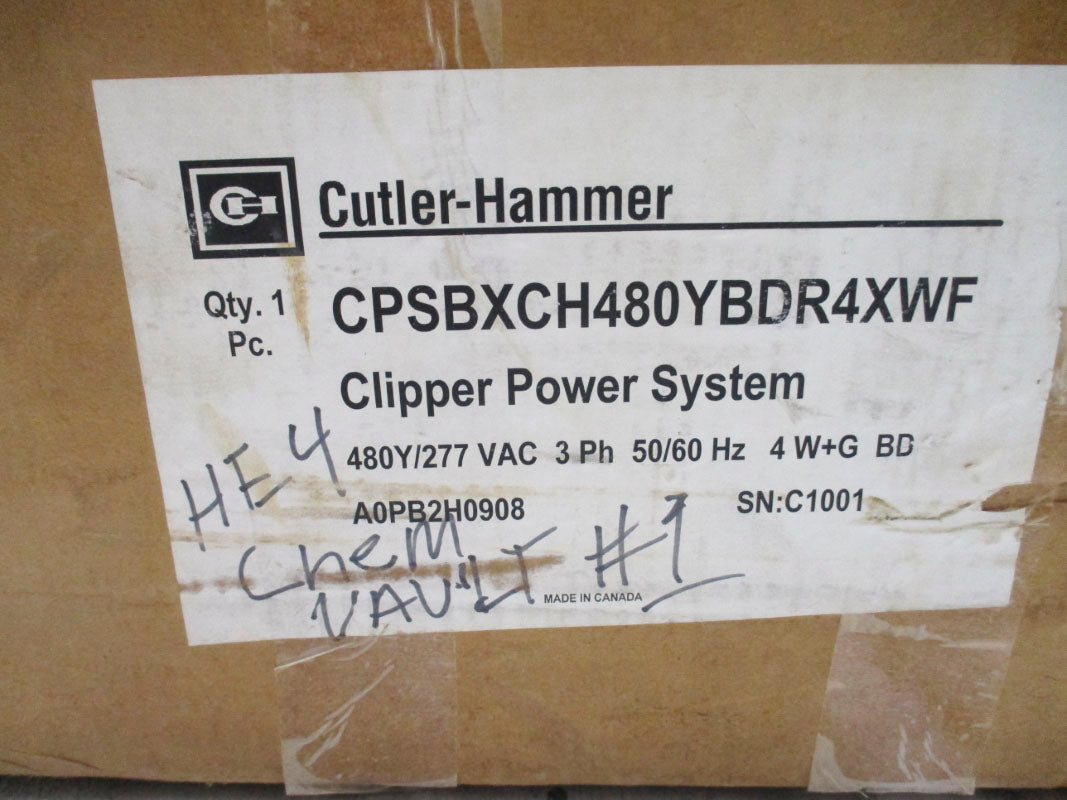 CH
Cutler-Hammer
Qty. 1
Pc.
CPSBXCH480YBDR4XWF
Clipper Power System
480Y/277 VAC 3 Ph 50/60 Hz 4 W+G BD
A0PB2H0908 SN:C1001
HE4
Chem
VAULT #1
MADE IN CANADA